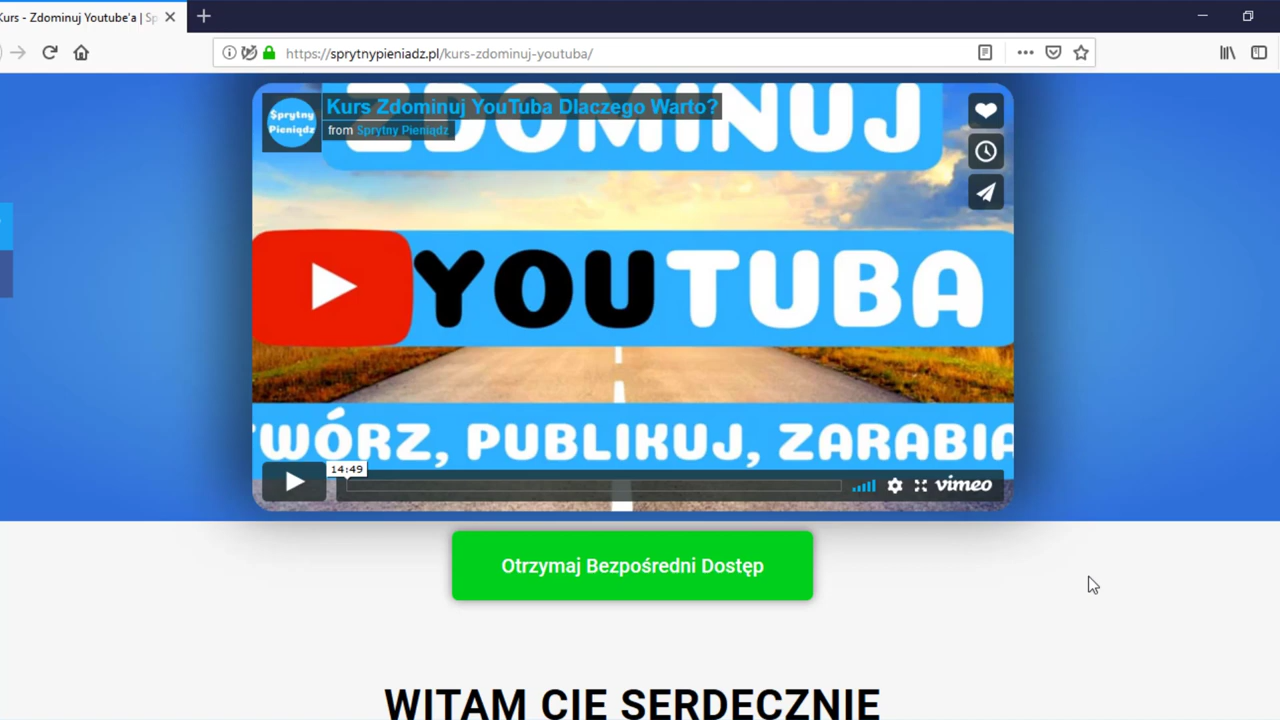 Kurs - Zdominuj Youtube'a | Sp
https://sprytnypieniadz.pl/kurs-zdominuj-youtuba/
Sprytny
Pieniądz
Kurs Zdominuj YouTuba Dlaczego Warto?
from Sprytny Pieniądz
ZDOMINUJ
YOUTUBA
TWÓRZ, PUBLIKUJ, ZARABIA
14:49
vimeo
Otrzymaj Bezpośredni Dostęp
WITAM CIĘ SERDECZNIE